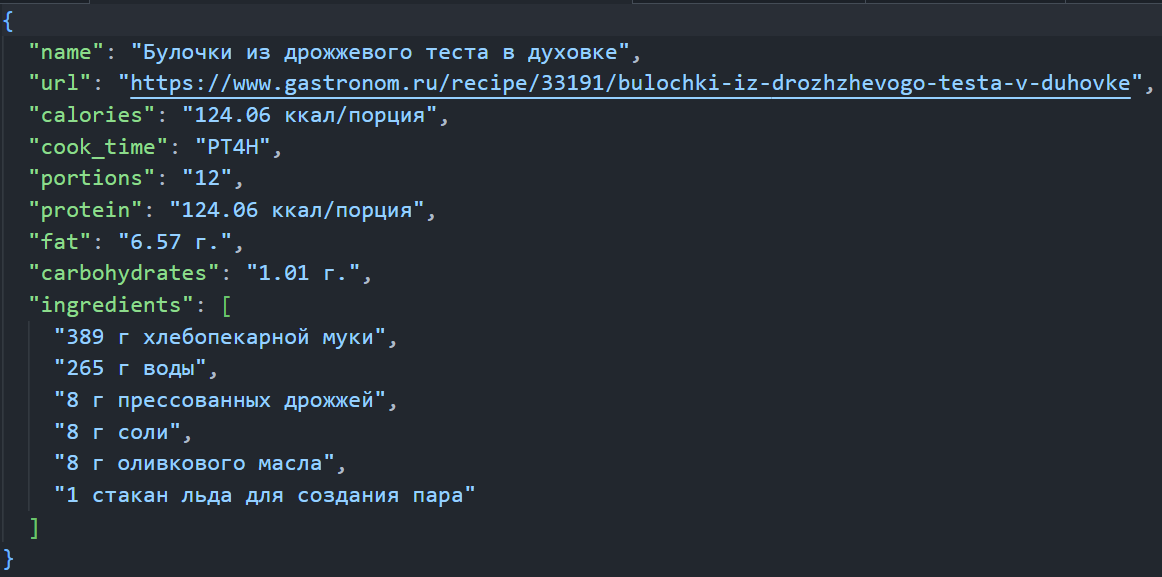 {
"name": "Булочки из дрожжевого теста в духовке",
"url": "https://www.gastronom.ru/recipe/33191/bulochki-iz-drozhzhevogo-testa-v-duhovke",
"calories": "124.06 ккал/порция",
"cook_time": "PT4H",
"portions": "12",
"protein": "124.06 ккал/порция",
"fat": "6.57 г.",
"carbohydrates": "1.01 г.",
"ingredients": [
"389 г хлебопекарной муки",
"265 г воды",
"8 г прессованных дрожжей",
"8 г соли",
"8 г оливкового масла",
"1 стакан льда для создания пара"
]
}